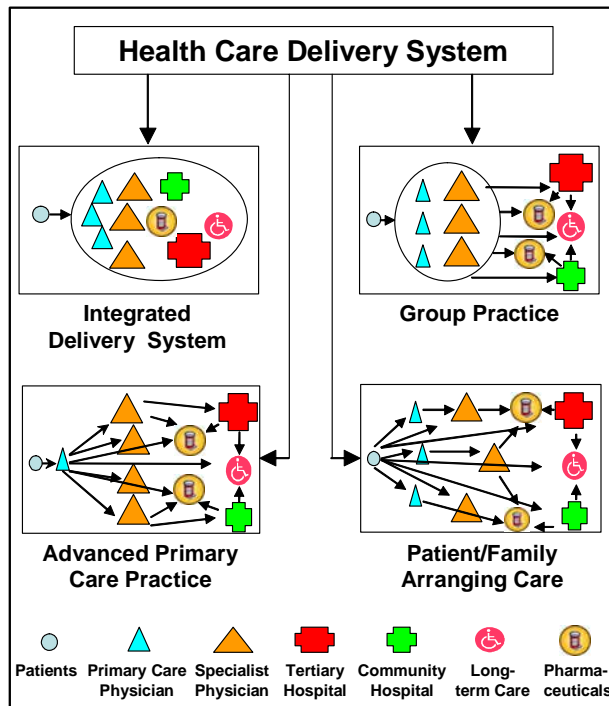 Health Care Delivery System
Integrated
Delivery System
Group Practice
Advanced Primary
Care Practice
Patient/Family
Arranging Care
Patients
Primary Care
Physician
Specialist
Physician
Tertiary
Hospital
Community
Hospital
Long-
term Care
Pharma-
ceuticals